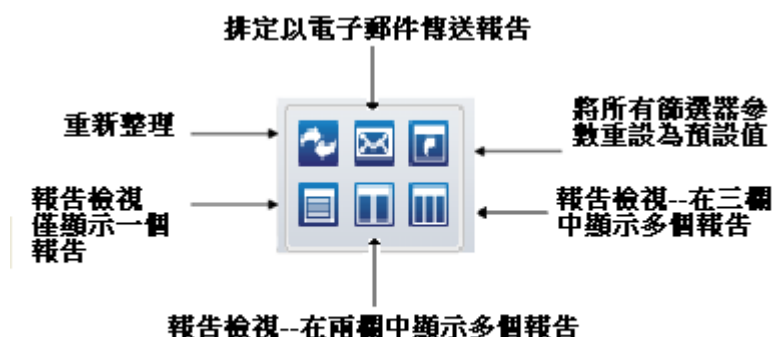 排定以電子郵件傳送報告
重新整理
將所有篩選器參
數重設為預設值
報告檢視
僅顯示一個
報告
報告檢視--在三欄
中顯示多個報告
報告檢視--在兩欄中顯示多個報告